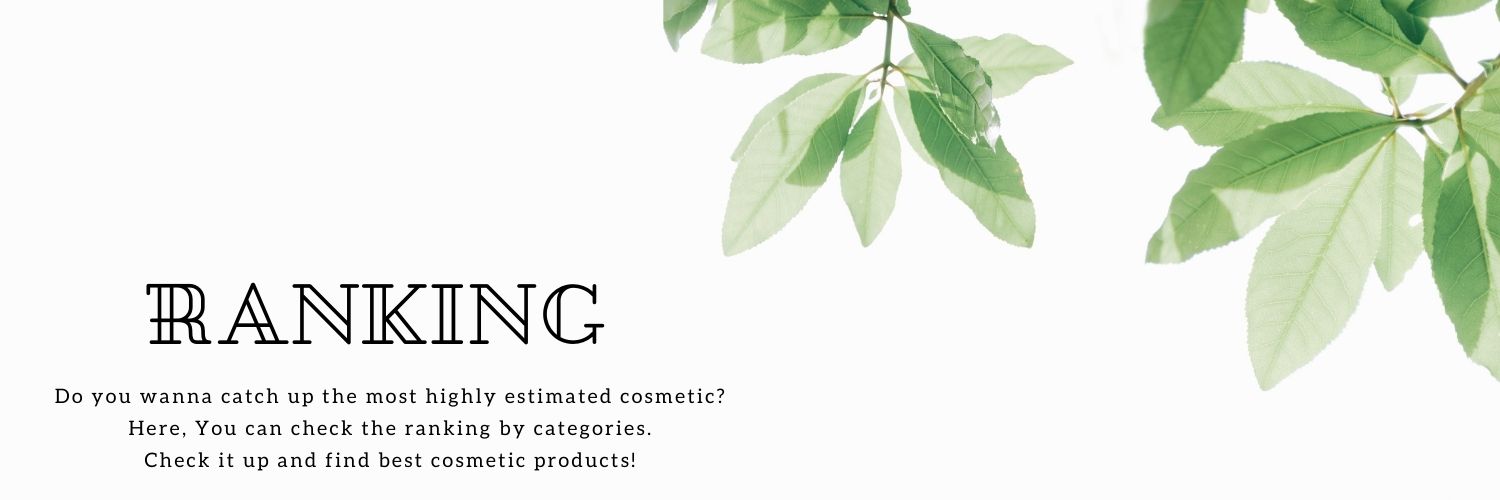 RANKING
Do you wanna catch up the most highly estimated cosmetic?
Here, You can check the ranking by categories.
Check it up and find best cosmetic products!